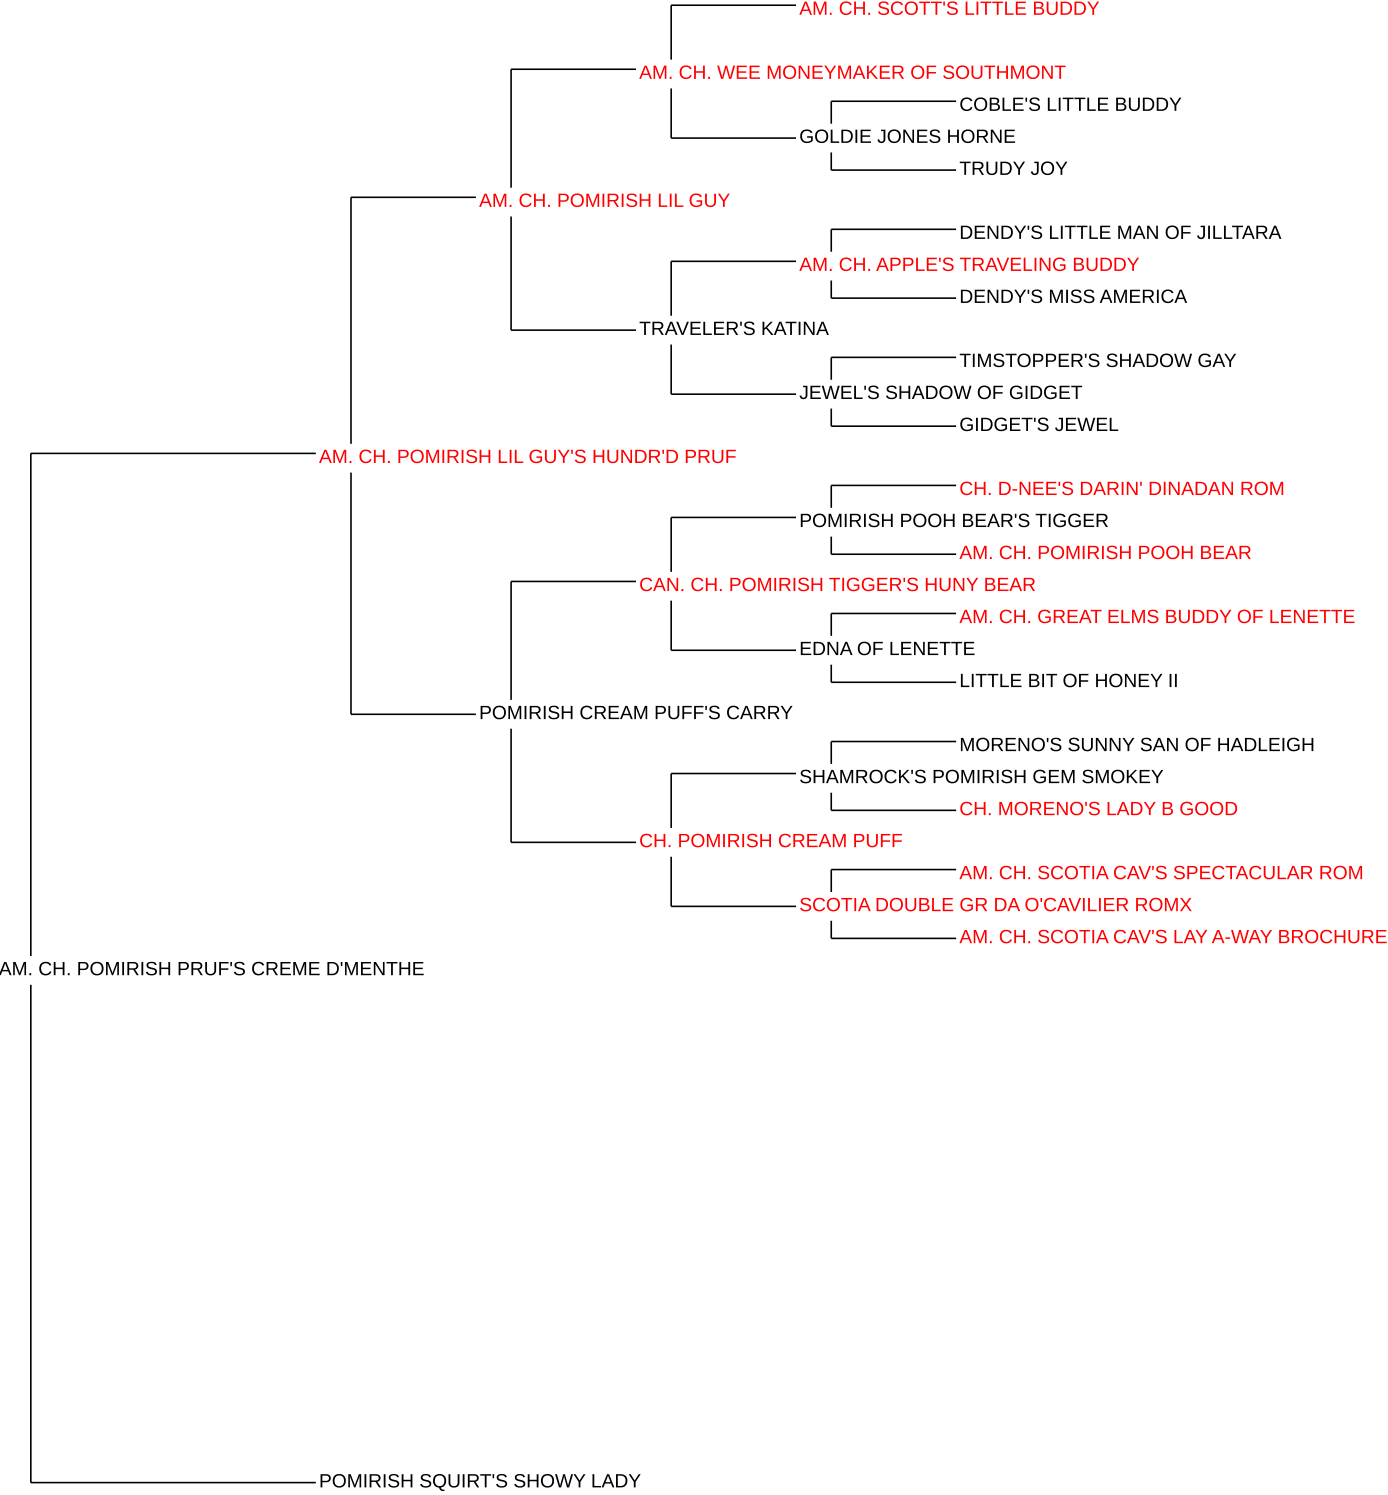 AM. CH. SCOTT'S LITTLE BUDDY
AM. CH. WEE MONEYMAKER OF SOUTHMONT
COBLE'S LITTLE BUDDY
GOLDIE JONES HORNE
TRUDY JOY
AM. CH. POMIRISH LIL GUY
DENDY'S LITTLE MAN OF JILLTARA
AM. CH. APPLE'S TRAVELING BUDDY
DENDY'S MISS AMERICA
TRAVELER'S KATINA
TIMSTOPPER'S SHADOW GAY
JEWEL'S SHADOW OF GIDGET
GIDGET'S JEWEL
AM. CH. POMIRISH LIL GUY'S HUNDR'D PRUF
CH. D-NEE'S DARIN' DINADAN ROM
POMIRISH POOH BEAR'S TIGGER
AM. CH. POMIRISH POOH BEAR
CAN. CH. POMIRISH TIGGER'S HUNY BEAR
AM. CH. GREAT ELMS BUDDY OF LENETTE
EDNA OF LENETTE
LITTLE BIT OF HONEY II
POMIRISH CREAM PUFF'S CARRY
MORENO'S SUNNY SAN OF HADLEIGH
SHAMROCK'S POMIRISH GEM SMOKEY
CH. MORENO'S LADY B GOOD
CH. POMIRISH CREAM PUFF
AM. CH. SCOTIA CAV'S SPECTACULAR ROM
SCOTIA DOUBLE GR DA O'CAVILIER ROMX
AM. CH. SCOTIA CAV'S LAY A-WAY BROCHURE
AM. CH. POMIRISH PRUF'S CREME D'MENTHE
POMIRISH SQUIRT'S SHOWY LADY